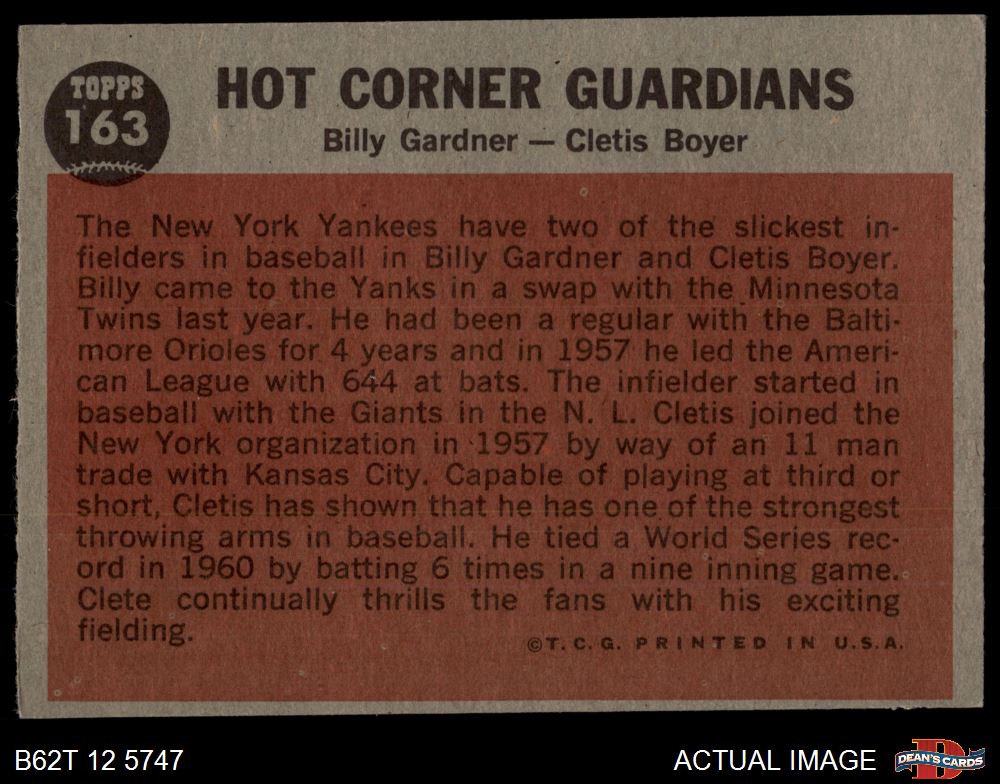 TOPPS
163
HOT CORNER GUARDIANS
Billy Gardner — Cletis Boyer
The New York Yankees have two of the slickest in-
fielders in baseball in Billy Gardner and Cletis Boyer.
Billy came to the Yanks in a swap with the Minnesota
Twins last year. He had been a regular with the Balti-
more Orioles for 4 years and in 1957 he led the Ameri-
can League with 644 at bats. The infielder started in
baseball with the Giants in the N. L. Cletis joined the
New York organization in 1957 by way of an 11 man
trade with Kansas City. Capable of playing at third or
short, Cletis has shown that he has one of the strongest
throwing arms in baseball. He tied a World Series rec-
ord in 1960 by batting 6 times in a nine inning game.
Clete continually thrills the fans with his exciting
fielding.
©T. C. G. PRINTED IN U.S.A.
B62T 12 5747
ACTUAL IMAGE
D
DEAN'S CARDS